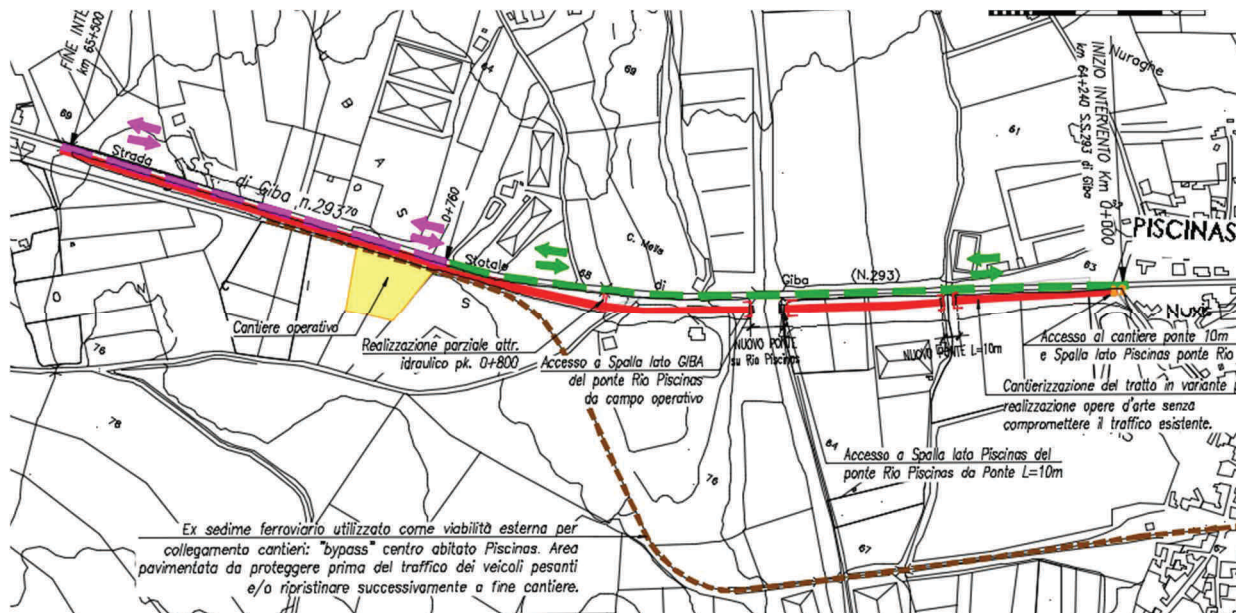 FINE INTE
km 65+500
69
Strada
S.S.
di Giba n.293
70
B
A
S
S
64
0+760
69
Statale
68
C. Mella
di
Giba
(N.293)
61
63
Nuraghe
INIZIO INTERVENTO Km 0+000
km 64+240 S.S.293 di Giba
PISCINAS
Nuxs
Cantiere operativo
Realizzazione parziale attr.
idraulico pk. 0+800
Accesso a Spalla lato GIBA
del ponte Rio Piscinas
da campo operativo
NUOVO PONTE
su Rio Piscinas
NUOVO PONTE L=10m
Accesso al cantiere ponte 10m
e Spalla lato Piscinas ponte Rio
Cantierizzazione del tratto in variante p
realizzazione opere d'arte senza
compromettere il traffico esistente.
64
Accesso a Spalla lato Piscinas del
ponte Rio Piscinas da Ponte L=10m
76
78
76
67
67
Ex sedime ferroviario utilizzato come viabilità esterna per
collegamento cantieri: "bypass" centro abitato Piscinas. Area
pavimentata da proteggere prima del traffico dei veicoli pesanti
e/o ripristinare successivamente a fine cantiere.